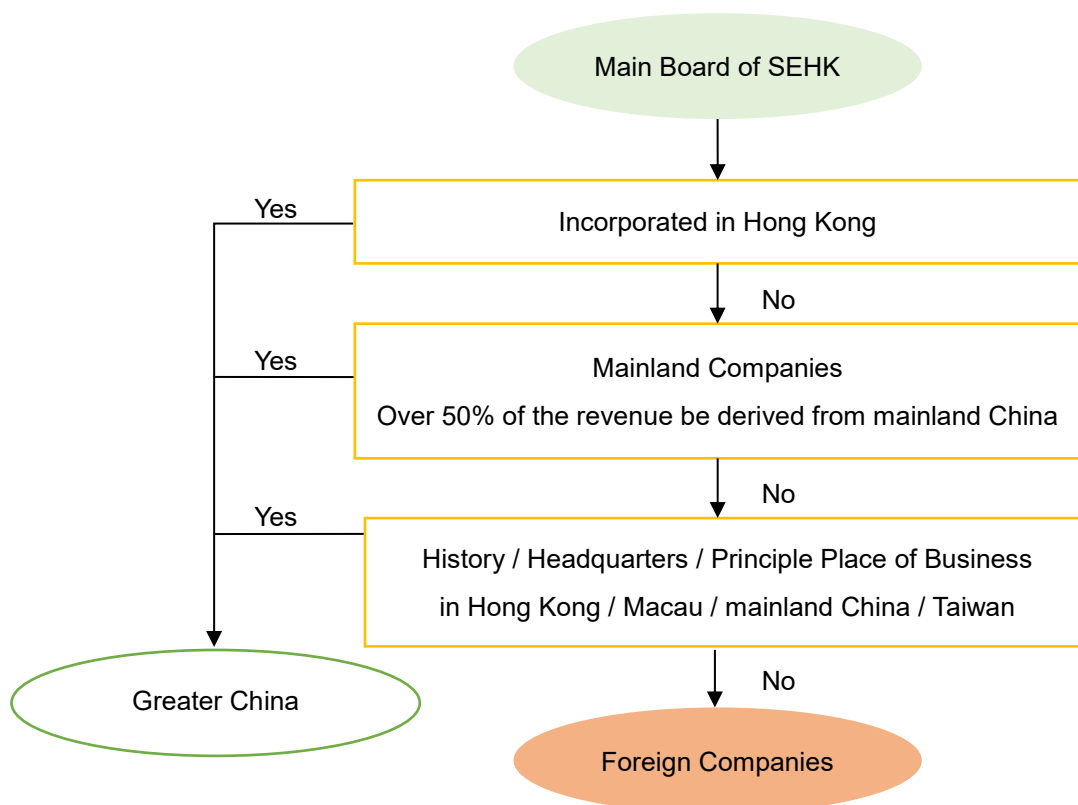 Main Board of SEHK
Yes
Incorporated in Hong Kong
No
Yes
Mainland Companies
Over 50% of the revenue be derived from mainland China
No
Yes
History / Headquarters / Principle Place of Business
in Hong Kong / Macau / mainland China / Taiwan
No
Greater China
Foreign Companies